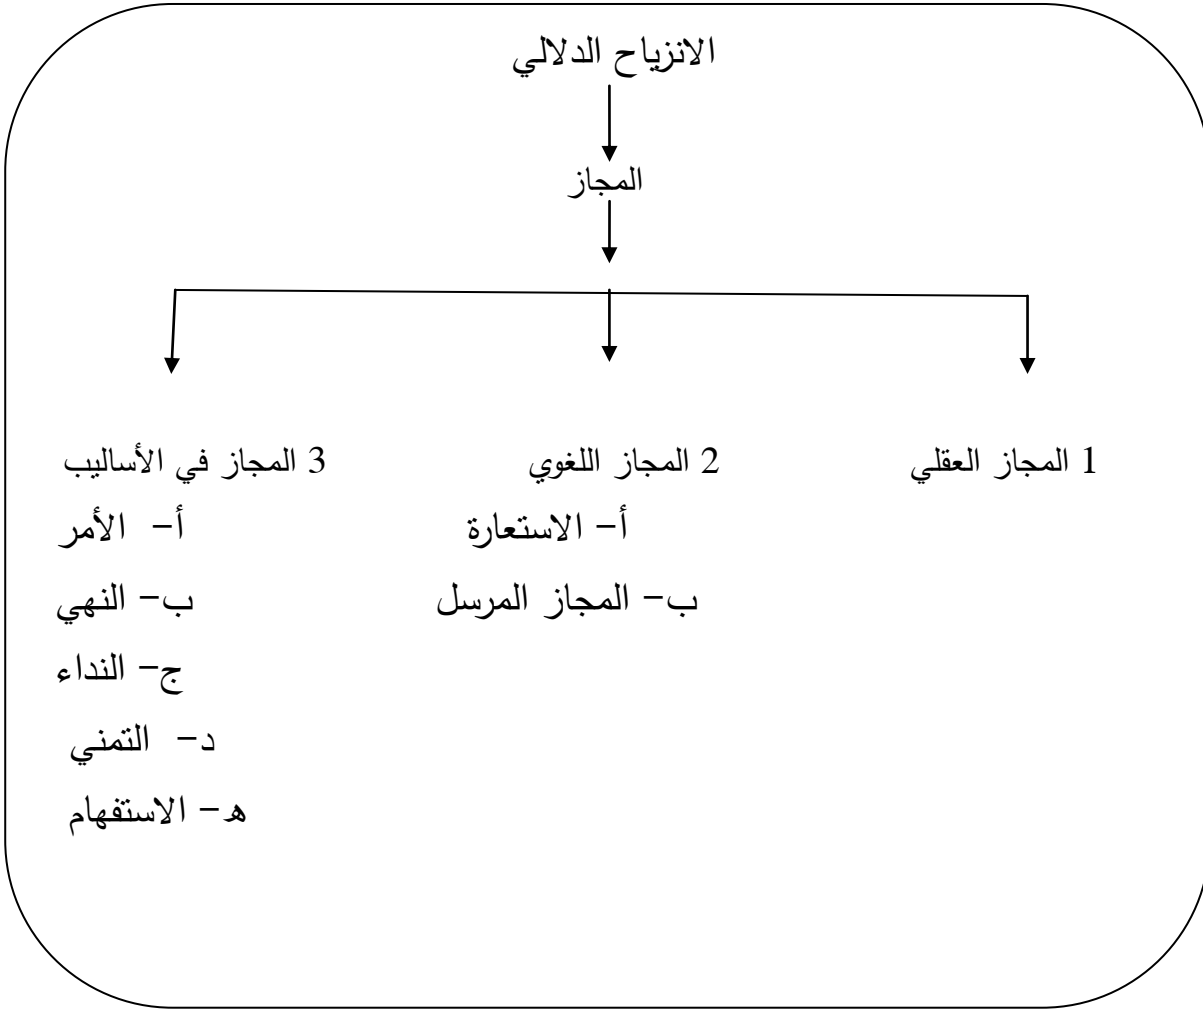 الانزياح الدلالي
المجاز
1 المجاز العقلي
2 المجاز اللغوي
أ– الاستعارة
ب– المجاز المرسل
3 المجاز في الأساليب
أ– الأمر
ب– النهي
ج– النداء
د– التمني
ه– الاستفهام